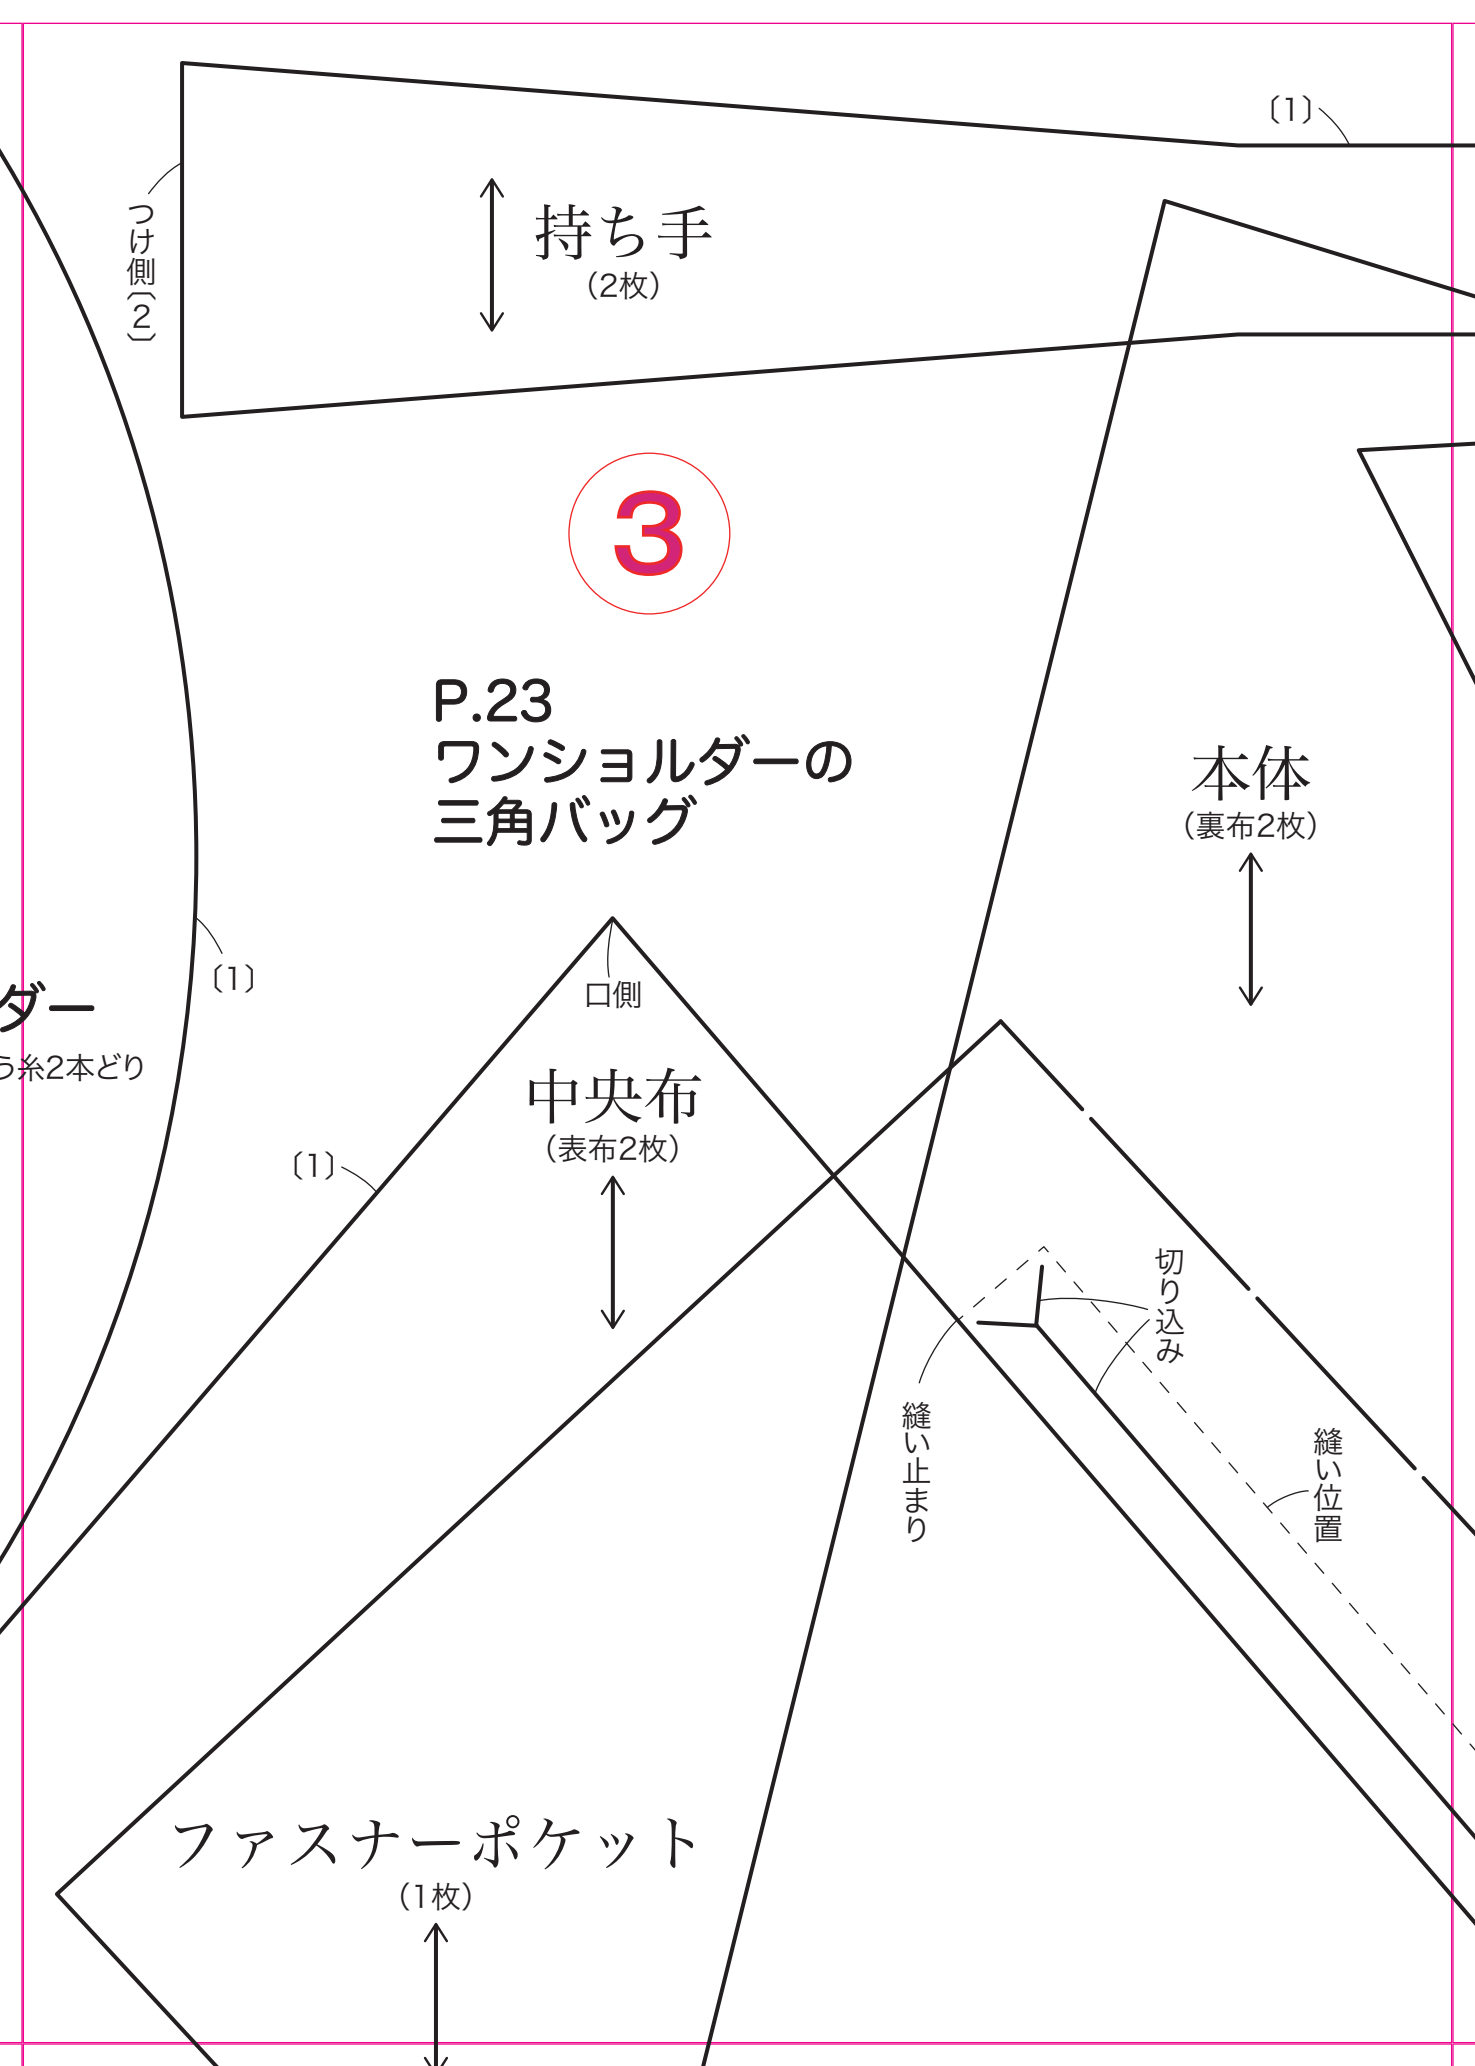 〔1〕
つけ側〔2〕
持ち手
（2枚）
3
P.23
ワンショルダーの
三角バッグ
本体
（裏布2枚）
〔1〕
口側
ダー
う糸2本どり
中央布
（表布2枚）
〔1〕
切り込み
縫い止まり
縫い位置
ファスナーポケット
（1枚）